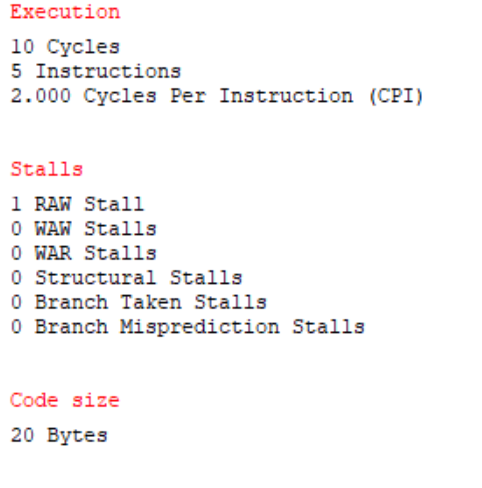 Execution
10 Cycles
5 Instructions
2.000 Cycles Per Instruction (CPI)
Stalls
1 RAW Stall
0 WAW Stalls
0 WAR Stalls
0 Structural Stalls
0 Branch Taken Stalls
0 Branch Misprediction Stalls
Code size
20 Bytes